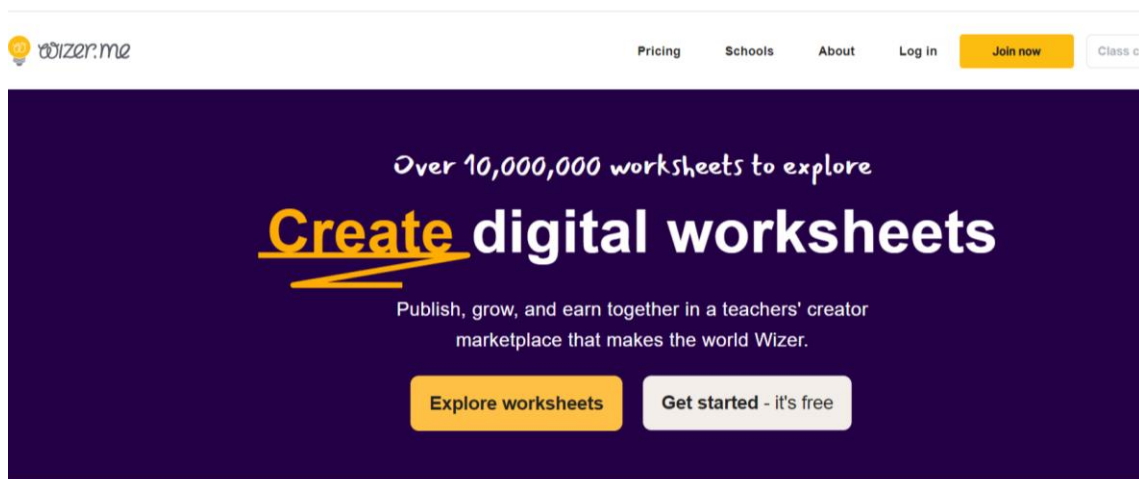 wizer.me
Pricing Schools About Log in Join now Class c
Over 10,000,000 worksheets to explore
Create digital worksheets
Publish, grow, and earn together in a teachers' creator
marketplace that makes the world Wizer.
Explore worksheets Get started - it's free